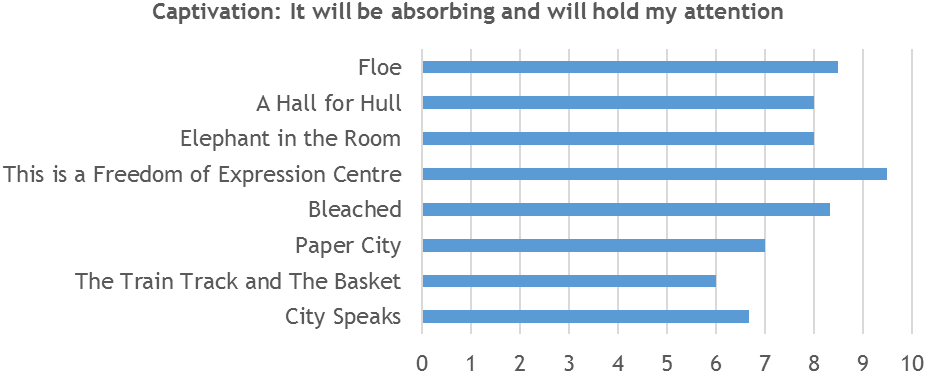 Captivation: It will be absorbing and will hold my attention
Floe
A Hall for Hull
Elephant in the Room
This is a Freedom of Expression Centre
Bleached
Paper City
The Train Track and The Basket
City Speaks
0 1 2 3 4 5 6 7 8 9 10